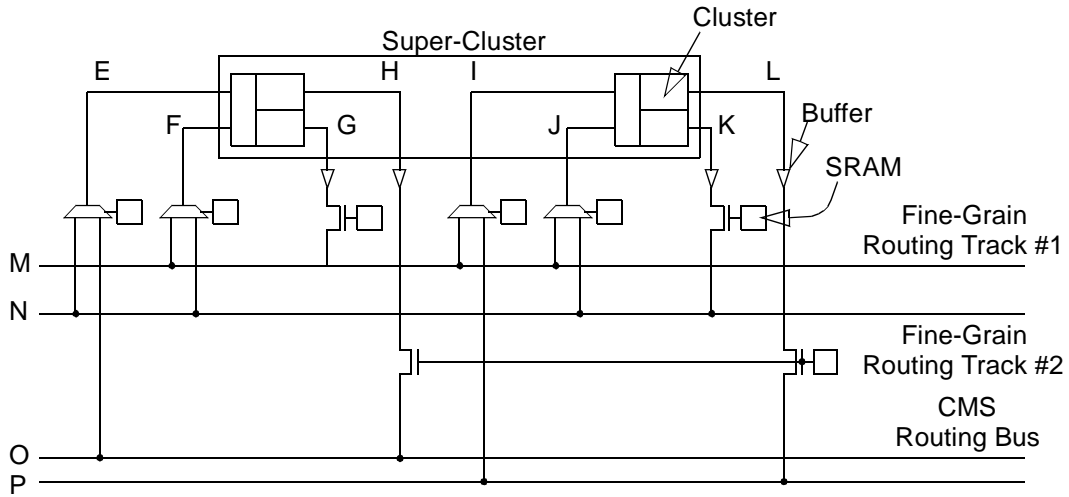 Cluster
Super-Cluster
E
H
I
L
F
G
J
K
Buffer
SRAM
Fine-Grain
Routing Track #1
M
N
Fine-Grain
Routing Track #2
CMS
Routing Bus
O
P